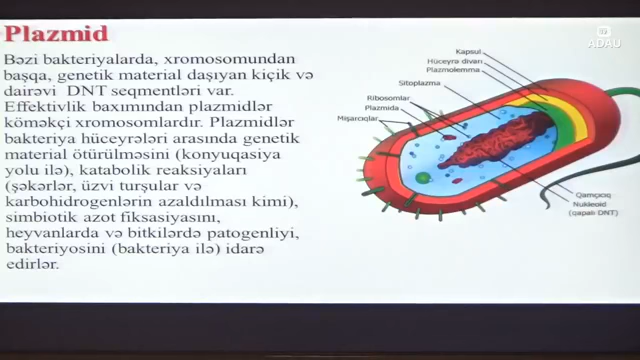 Plazmid
Bəzi bakteriyalarda, xromosomundan
başqa, genetik material daşıyan kiçik və
dairəvi DNT seqmentləri var.
Effektivlik baxımından plazmidlər
köməkçi xromosomlardır. Plazmidlər
bakteriya hüceyrələri arasında genetik
material ötürülməsini (konyuqasiya
yolu ilə), katabolik reaksiyaları
(şəkərlər, üzvi turşular və
karbohidrogenlərin azaldılması kimi),
simbiotik azot fiksasiyasını,
heyvanlarda və bitkilərdə patogenliyi,
bakteriyosini (bakteriya ilə) idarə
edirlər.
Kapsul
Hüceyrə divarı
Plazmolemma
Sitoplazma
Ribosomlar
Plazmida
Mişarcıqlar
Qamçıcıq
Nukleoid
(qapalı DNT)
ADAU